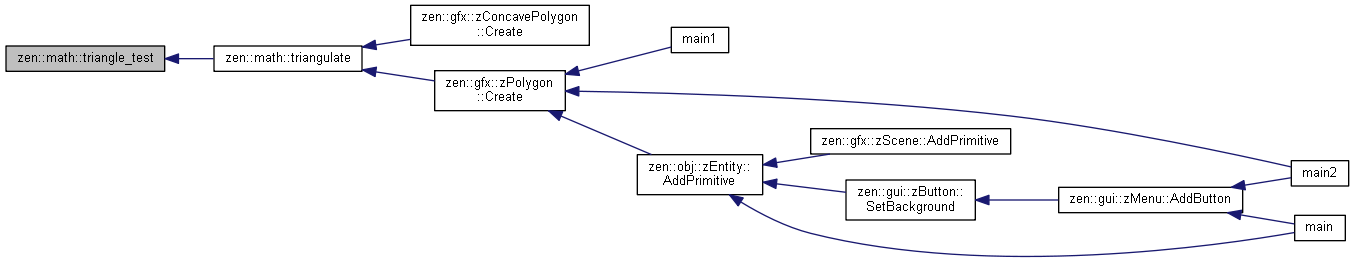 zen::gfx::zConcavePolygon
::Create
main1
zen::math::triangle_test
zen::math::triangulate
zen::gfx::zPolygon
::Create
zen::gfx::zScene::AddPrimitive
zen::obj::zEntity::
AddPrimitive
main2
zen::gui::zButton::
SetBackground
zen::gui::zMenu::AddButton
main